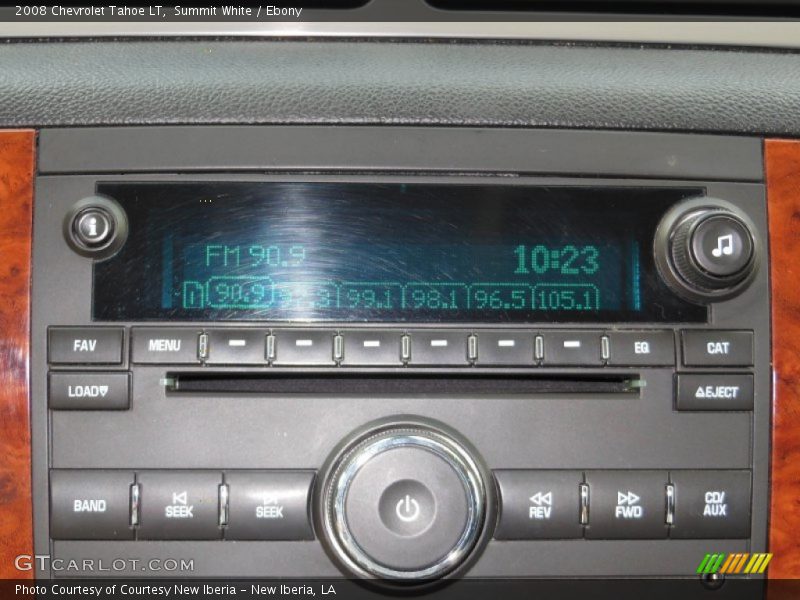 2008 Chevrolet Tahoe LT, Summit White / Ebony
i
FM 90.9 10:23
90.9 99.1 98.1 96.5 105.1
FAV MENU EQ CAT
LOAD EJECT
BAND SEEK SEEK REV FWD CD/AUX
GTCARLOT.COM
Photo Courtesy of Courtesy New Iberia - New Iberia, LA